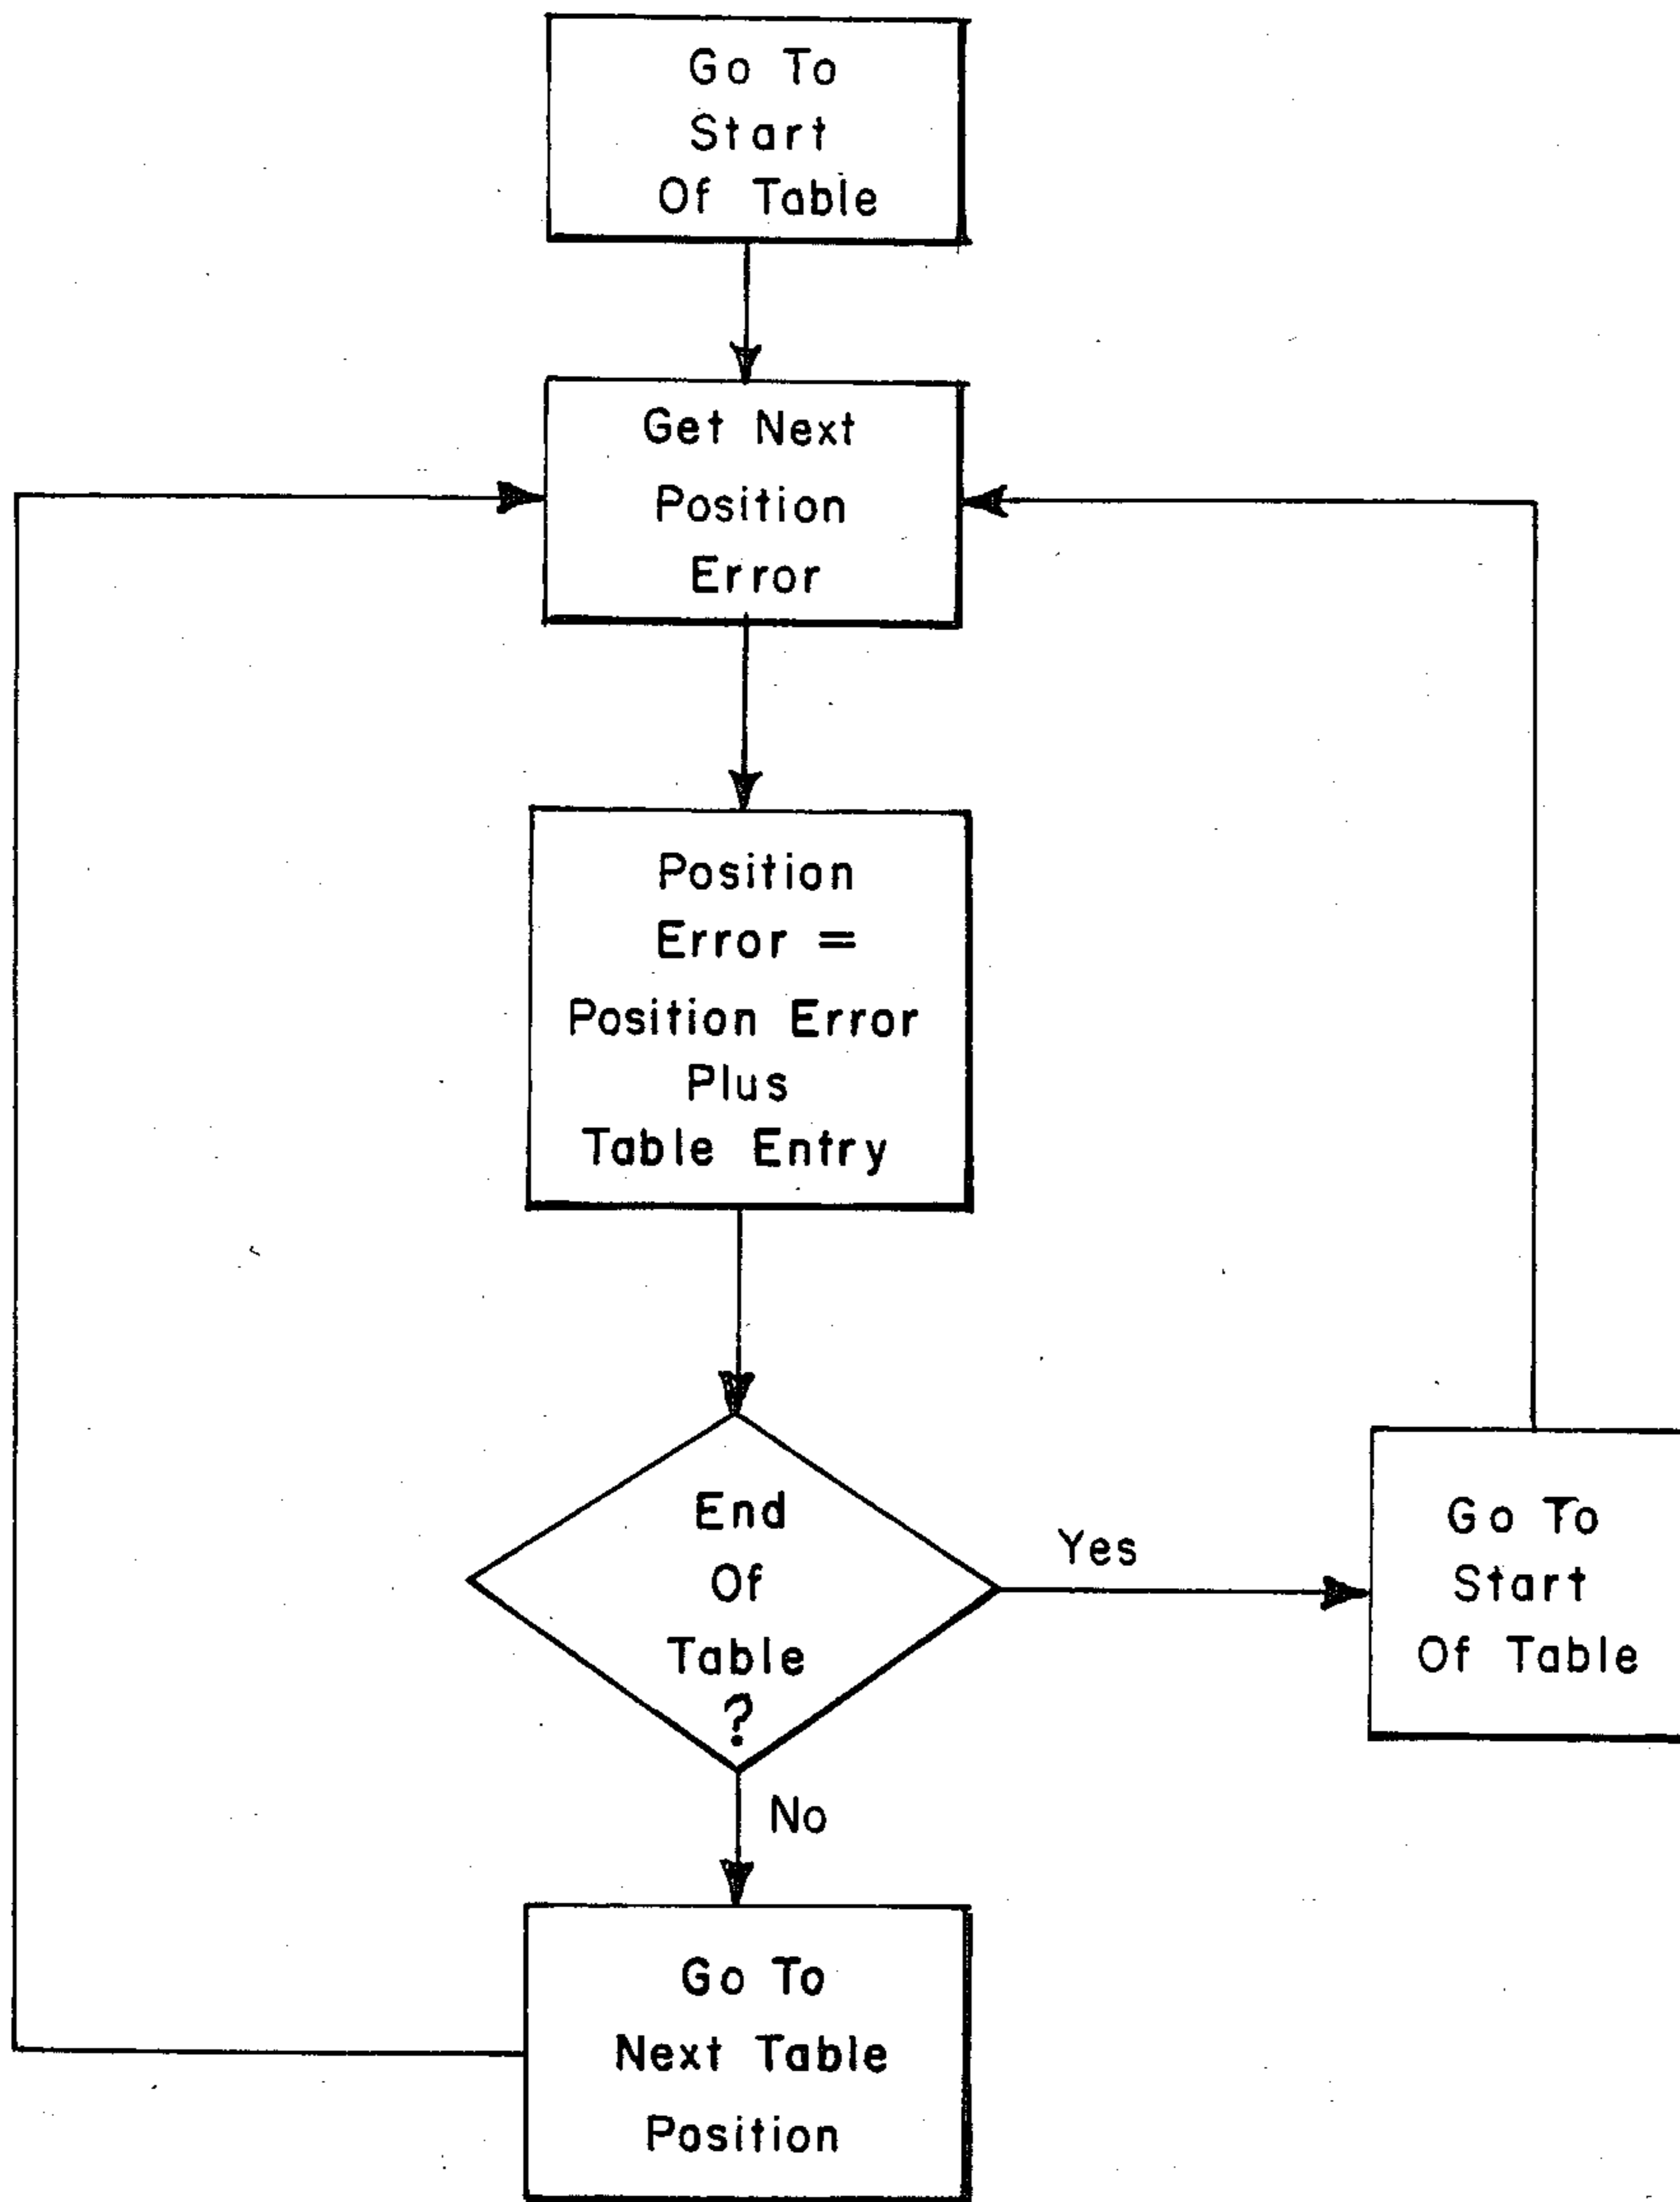 Go To
Start
Of Table
Get Next
Position
Error
Position
Error =
Position Error
Plus
Table Entry
End
Of
Table
?
Yes
Go To
Start
Of Table
No
Go To
Next Table
Position